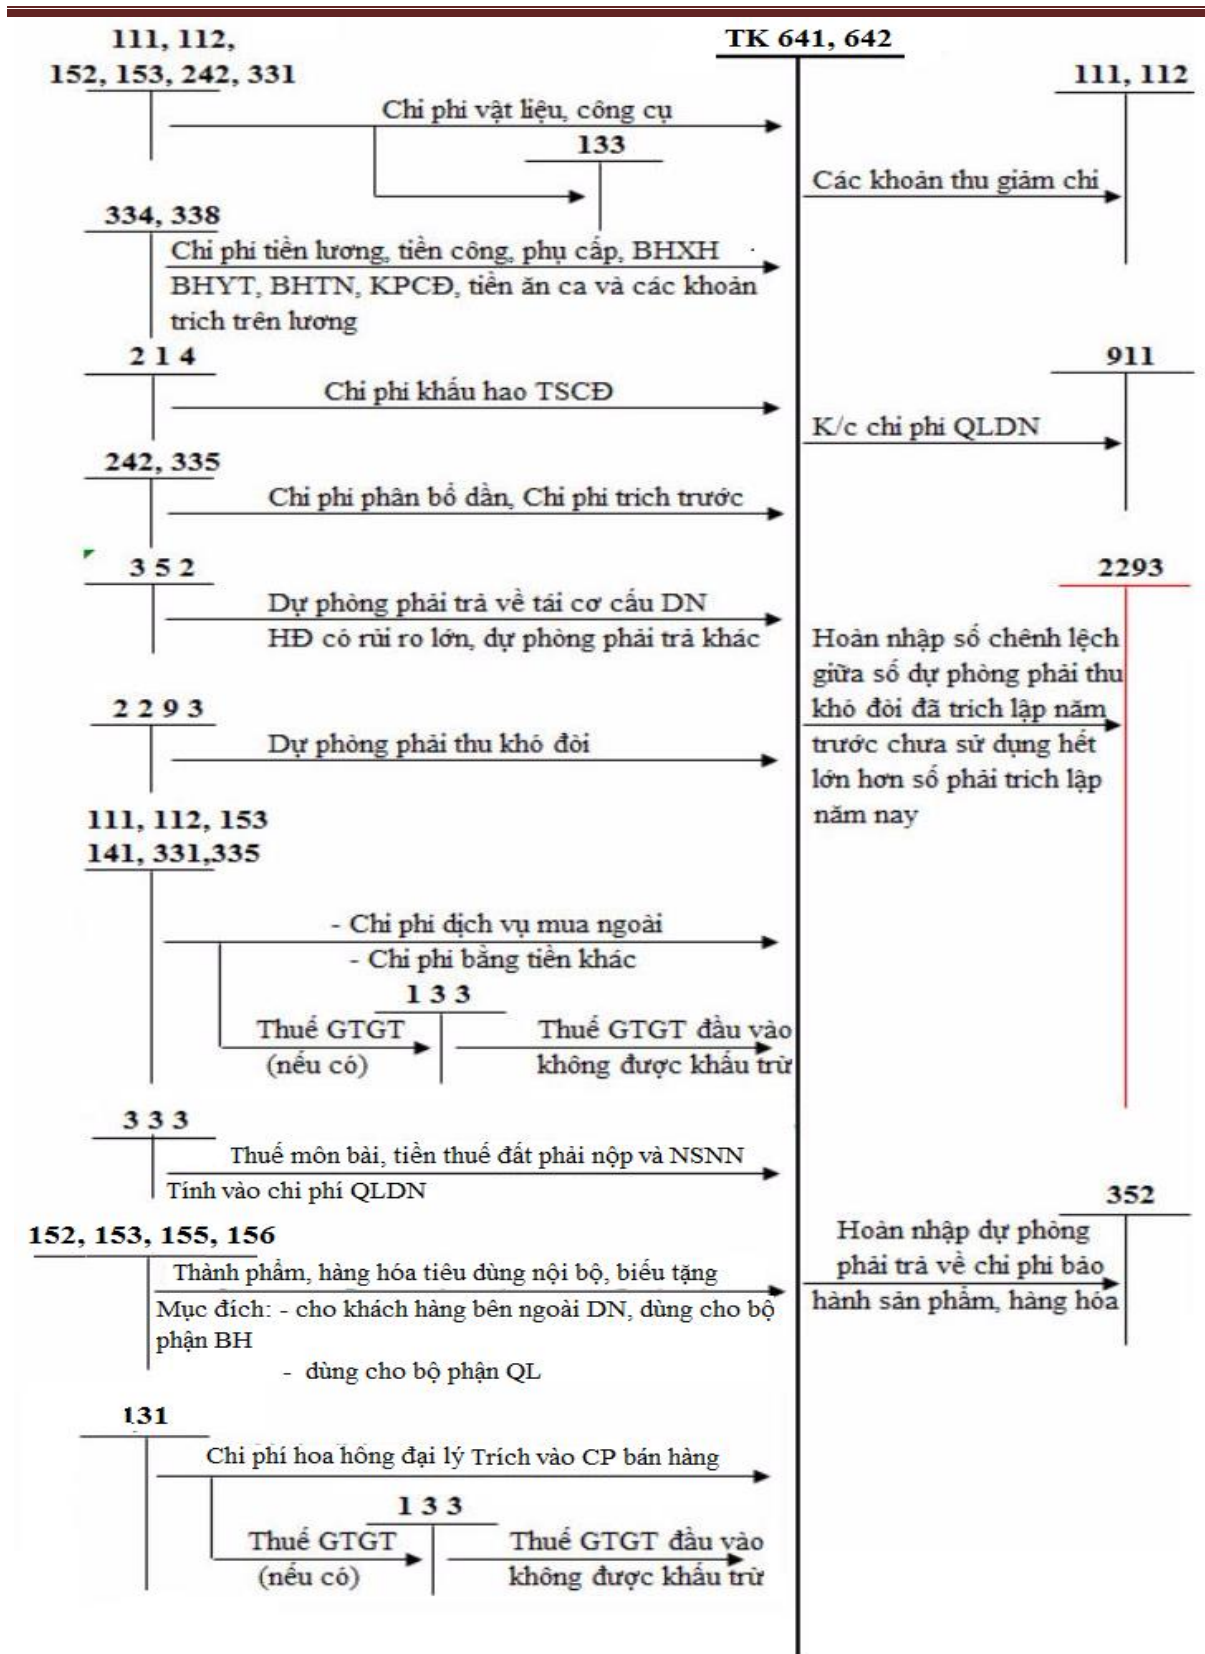 111, 112,
152, 153, 242, 331
TK 641, 642
111, 112
Chi phí vật liệu, công cụ
133
Các khoản thu giảm chi
334, 338
Chi phí tiền lương, tiền công, phụ cấp, BHXH
BHYT, BHTN, KPCĐ, tiền ăn ca và các khoản
trích trên lương
2 1 4
Chi phí khấu hao TSCĐ
911
K/c chi phí QLDN
242, 335
Chi phí phân bổ dần, Chi phí trích trước
3 5 2
Dự phòng phải trả về tái cơ cấu DN
HĐ có rủi ro lớn, dự phòng phải trả khác
2293
Hoàn nhập số chênh lệch
giữa số dự phòng phải thu
khó đòi đã trích lập năm
trước chưa sử dụng hết
lớn hơn số phải trích lập
năm nay
2 2 9 3
Dự phòng phải thu khó đòi
111, 112, 153
141, 331,335
- Chi phí dịch vụ mua ngoài
- Chi phí bằng tiền khác
1 3 3
Thuế GTGT
(nếu có)
Thuế GTGT đầu vào
không được khấu trừ
3 3 3
Thuế môn bài, tiền thuế đất phải nộp và NSNN
Tính vào chi phí QLDN
352
Hoàn nhập dự phòng
phải trả về chi phí bảo
hành sản phẩm, hàng hóa
152, 153, 155, 156
Thành phẩm, hàng hóa tiêu dùng nội bộ, biếu tặng
Mục đích: - cho khách hàng bên ngoài DN, dùng cho bộ
phận BH
- dùng cho bộ phận QL
131
Chi phí hoa hồng đại lý Trích vào CP bán hàng
1 3 3
Thuế GTGT
(nếu có)
Thuế GTGT đầu vào
không được khấu trừ